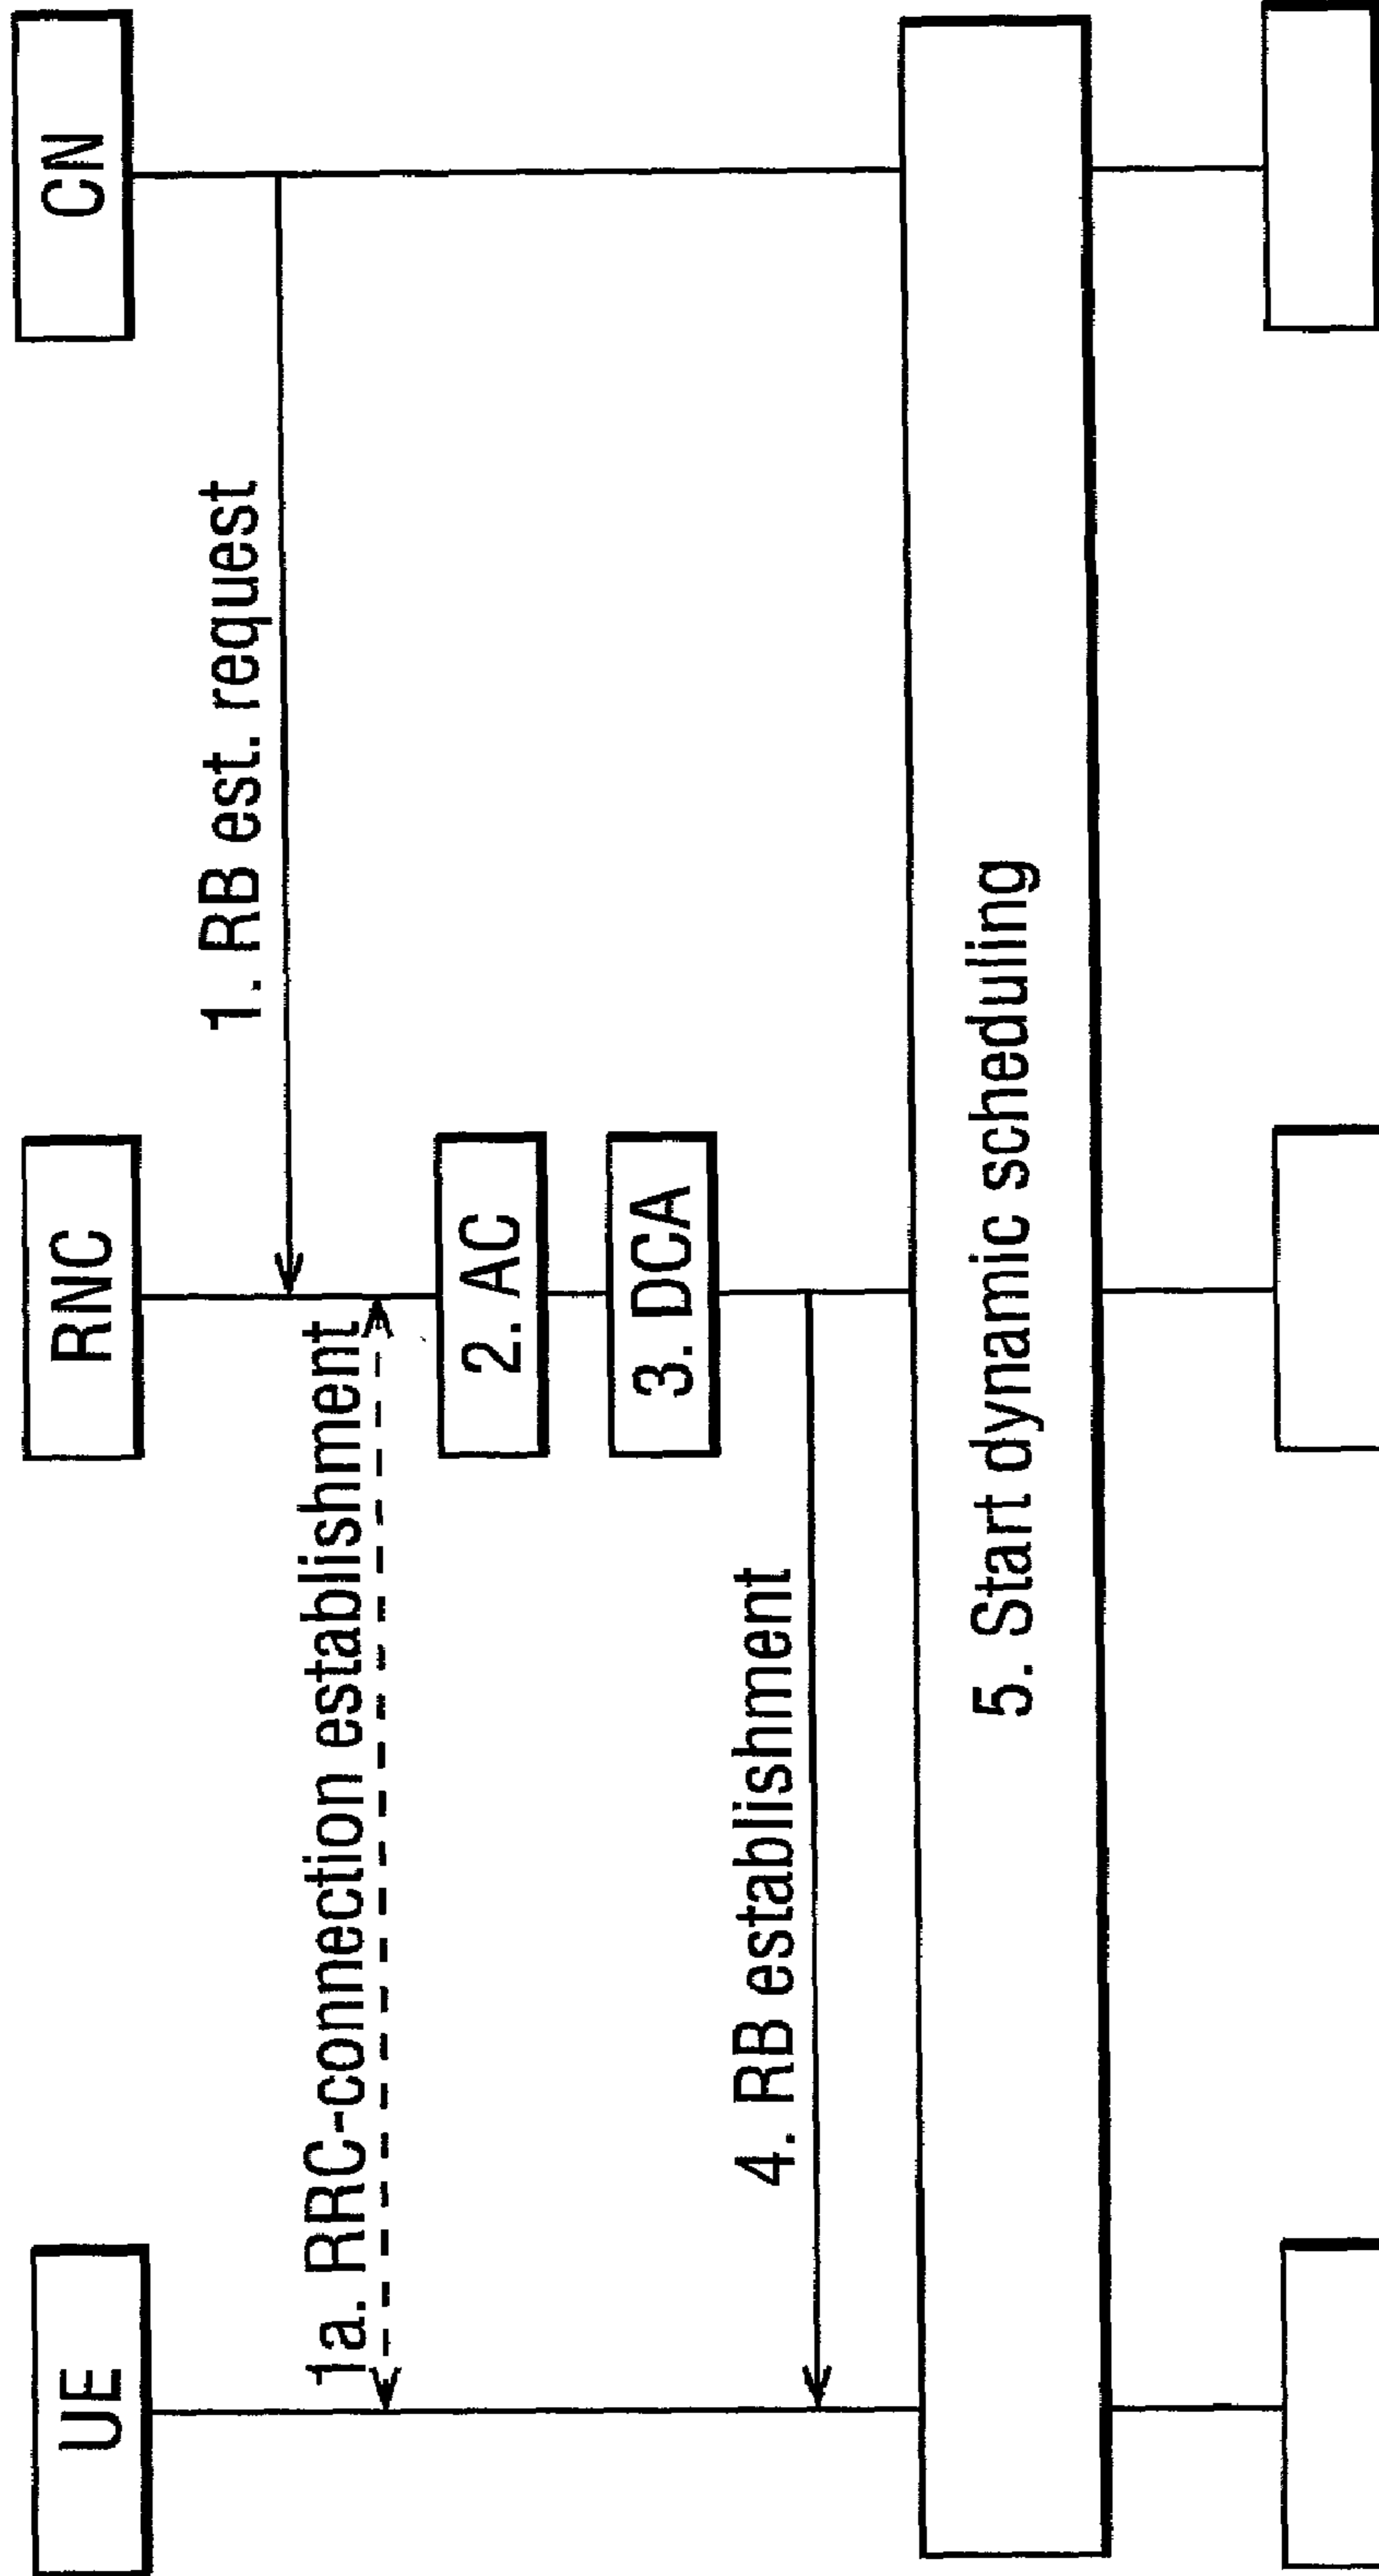 UE
RNC
CN
1. RB est. request
1a. RRC-connection establishment
2. AC
3. DCA
4. RB establishment
5. Start dynamic scheduling